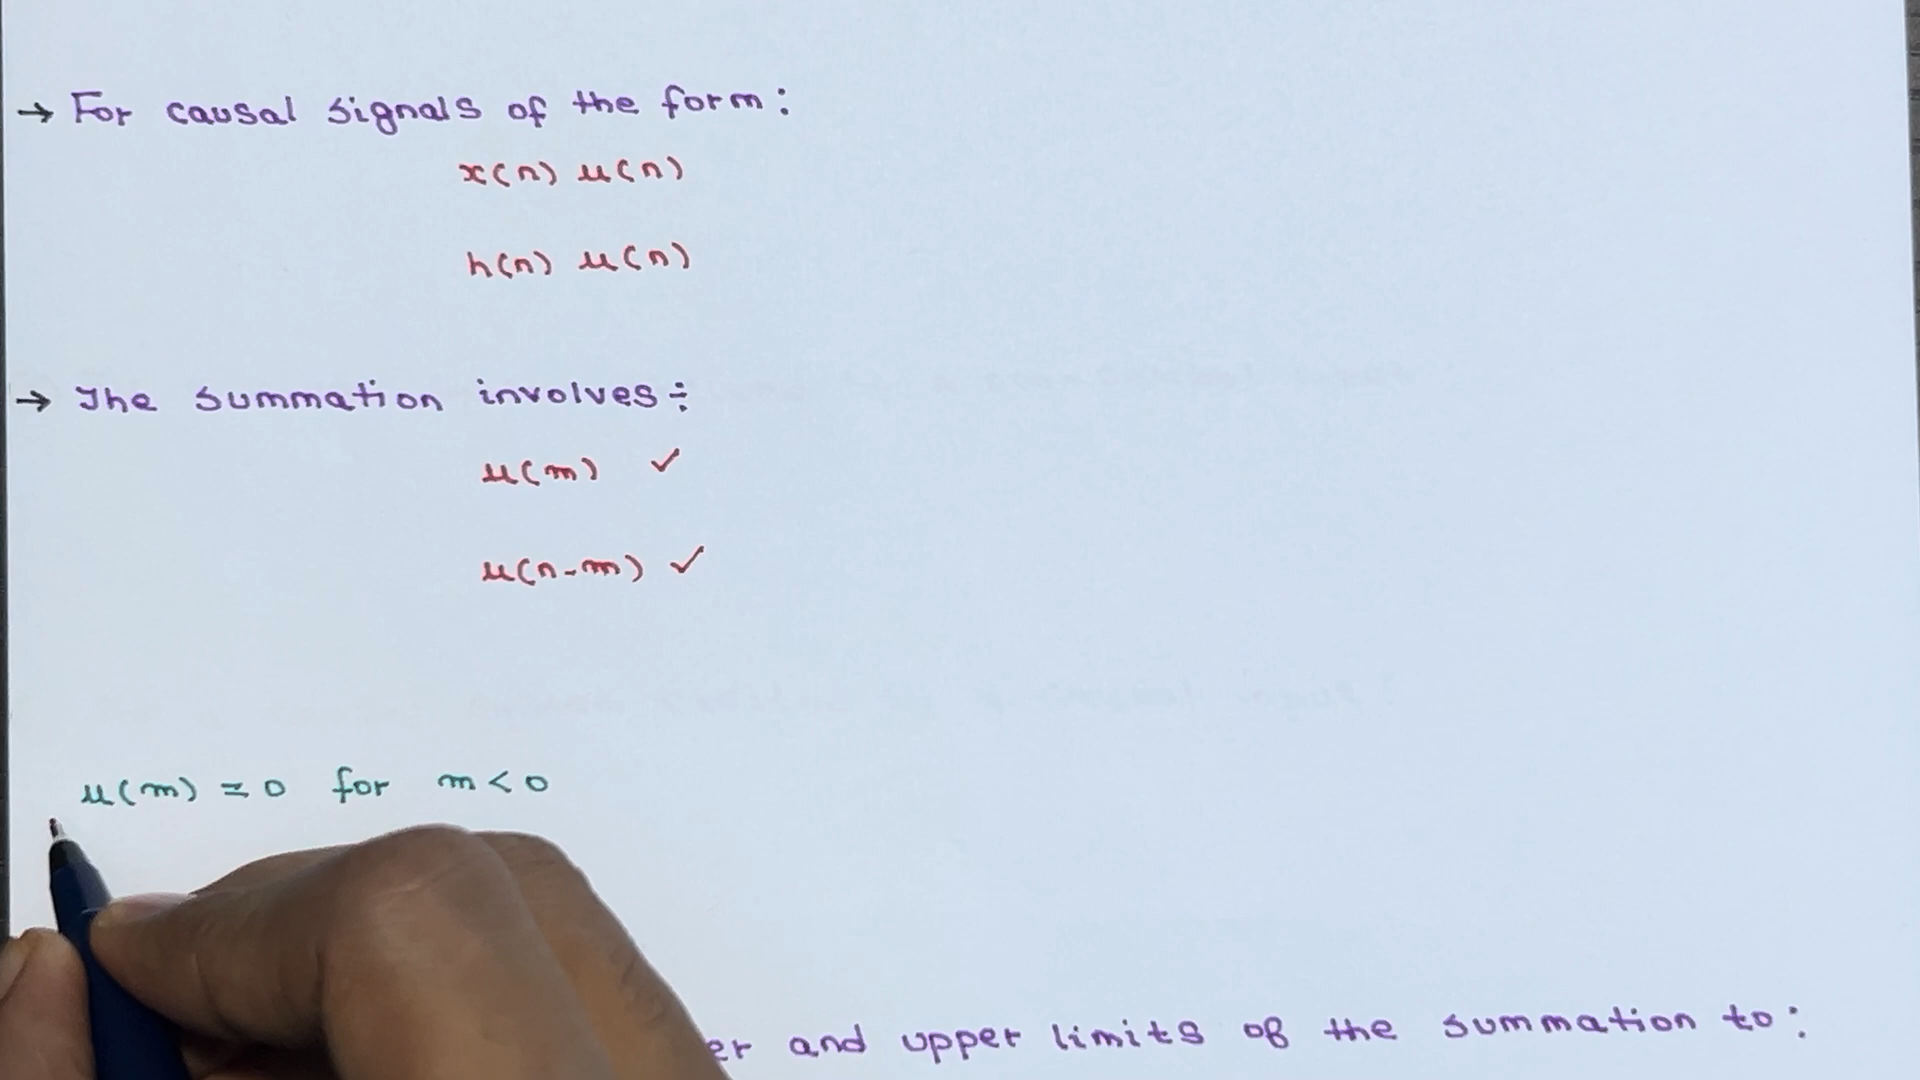 → For causal signals of the form:
x(n) u(n)
h(n) u(n)
→ The summation involves:
u(m) ✓
u(n-m) ✓
u(m) = 0 for m < 0
and upper limits of the summation to: